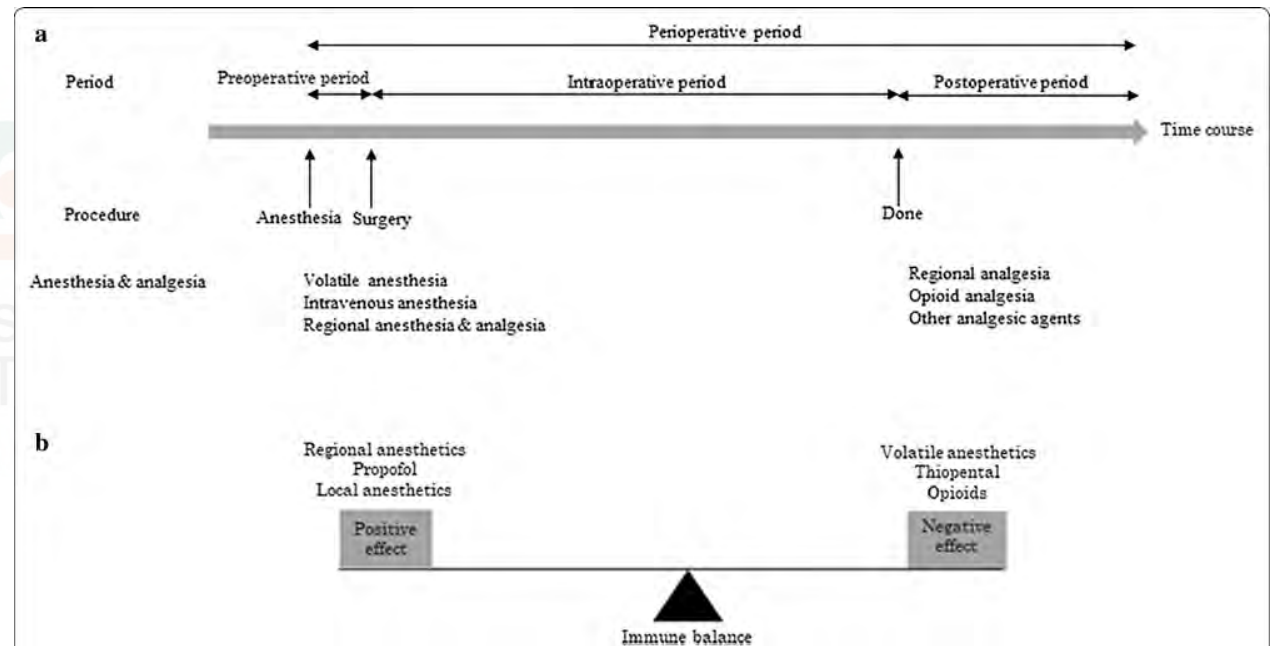 a
Perioperative period
Period
Preoperative period
Intraoperative period
Postoperative period
Time course
Procedure
Anesthesia
Surgery
Done
Anesthesia & analgesia
Volatile anesthesia
Intravenous anesthesia
Regional anesthesia & analgesia
Regional analgesia
Opioid analgesia
Other analgesic agents
b
Regional anesthetics
Propofol
Local anesthetics
Positive
effect
Volatile anesthetics
Thiopental
Opioids
Negative
effect
Immune balance